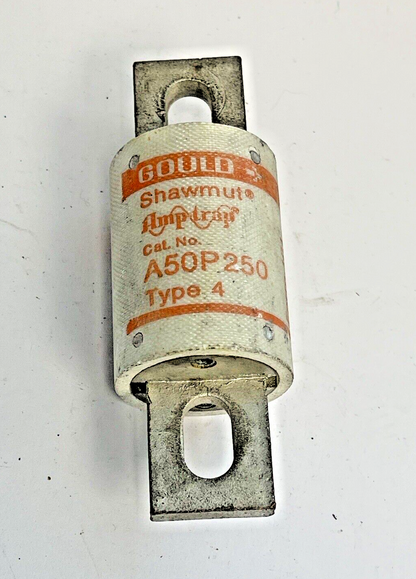 GOULD
Shawmut®
Amptrap
Cat. No.
A50P250
Type 4